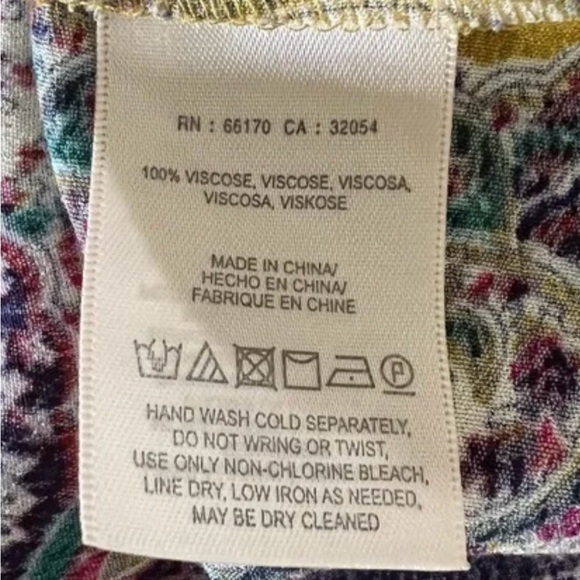 RN : 66170 CA : 32054
100% VISCOSE, VISCOSE, VISCOSA,
VISCOSA, VISKOSE
MADE IN CHINA/
HECHO EN CHINA/
FABRIQUE EN CHINE
P
HAND WASH COLD SEPARATELY,
DO NOT WRING OR TWIST,
USE ONLY NON-CHLORINE BLEACH,
LINE DRY, LOW IRON AS NEEDED,
MAY BE DRY CLEANED